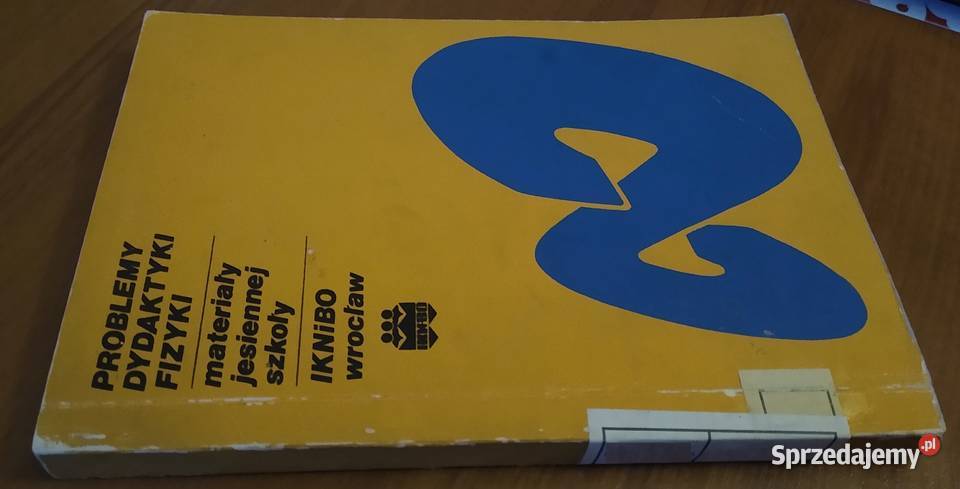 PROBLEMY
DYDAKTYKI
FIZYKI
materiały
jesiennej
szkoły
IKNiBO
wrocław
Sprzedajemy.pl